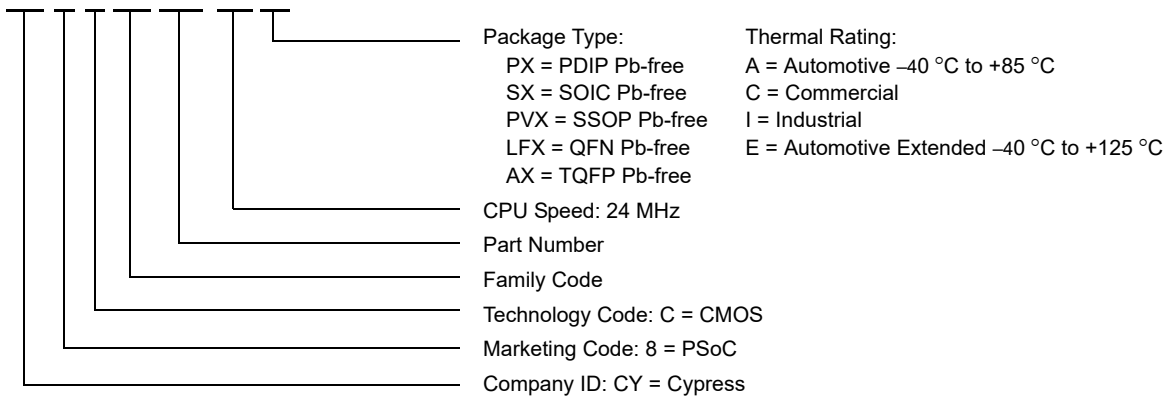 Package Type:
PX = PDIP Pb-free
SX = SOIC Pb-free
PVX = SSOP Pb-free
LFX = QFN Pb-free
AX = TQFP Pb-free
Thermal Rating:
A = Automotive –40 °C to +85 °C
C = Commercial
I = Industrial
E = Automotive Extended –40 °C to +125 °C
CPU Speed: 24 MHz
Part Number
Family Code
Technology Code: C = CMOS
Marketing Code: 8 = PSoC
Company ID: CY = Cypress